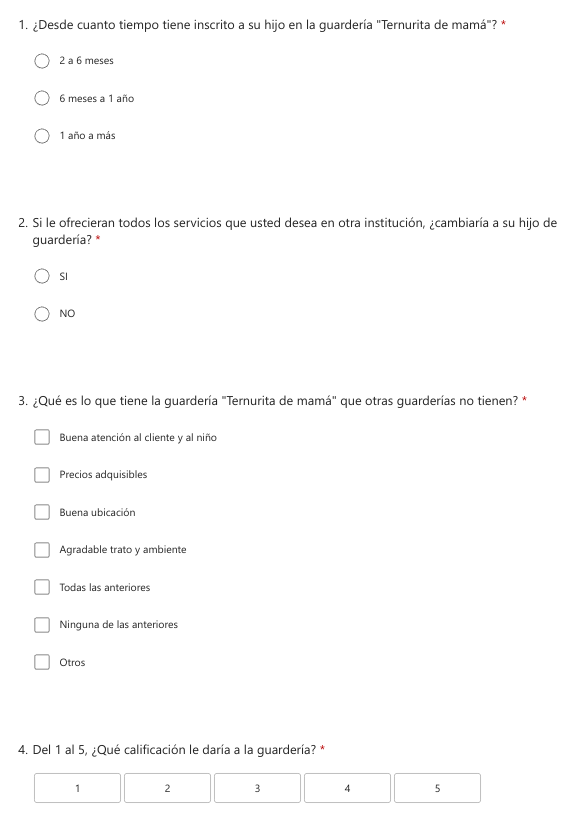 1. ¿Desde cuanto tiempo tiene inscrito a su hijo en la guardería "Ternurita de mamá"? *
2 a 6 meses
6 meses a 1 año
1 año a más
2. Si le ofrecieran todos los servicios que usted desea en otra institución, ¿cambiaría a su hijo de
guardería? *
SI
NO
3. ¿Qué es lo que tiene la guardería "Ternurita de mamá" que otras guarderías no tienen? *
Buena atención al cliente y al niño
Precios adquisibles
Buena ubicación
Agradable trato y ambiente
Todas las anteriores
Ninguna de las anteriores
Otros
4. Del 1 al 5, ¿Qué calificación le daría a la guardería? *
1 2 3 4 5